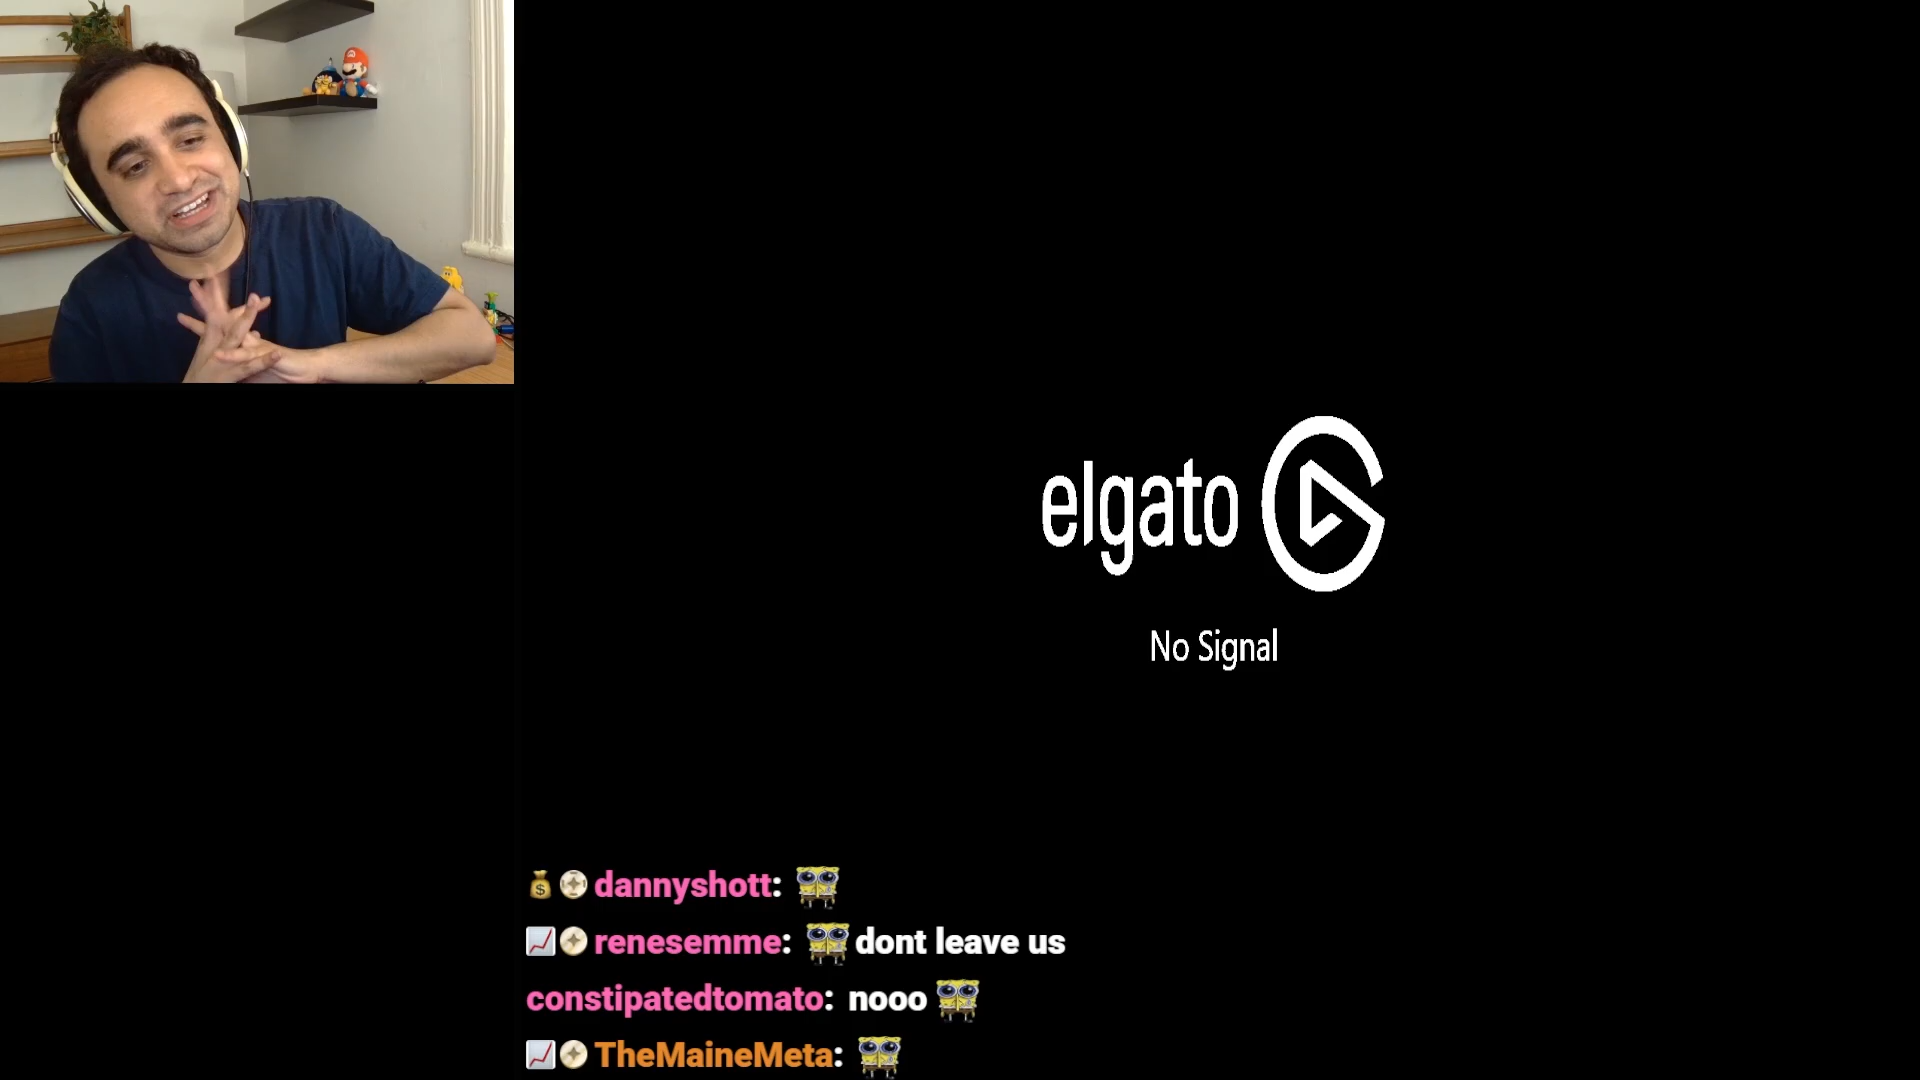 elgato
No Signal
dannyshott:
renesemme: dont leave us
constipatedtomato: nooo
TheMaineMeta: